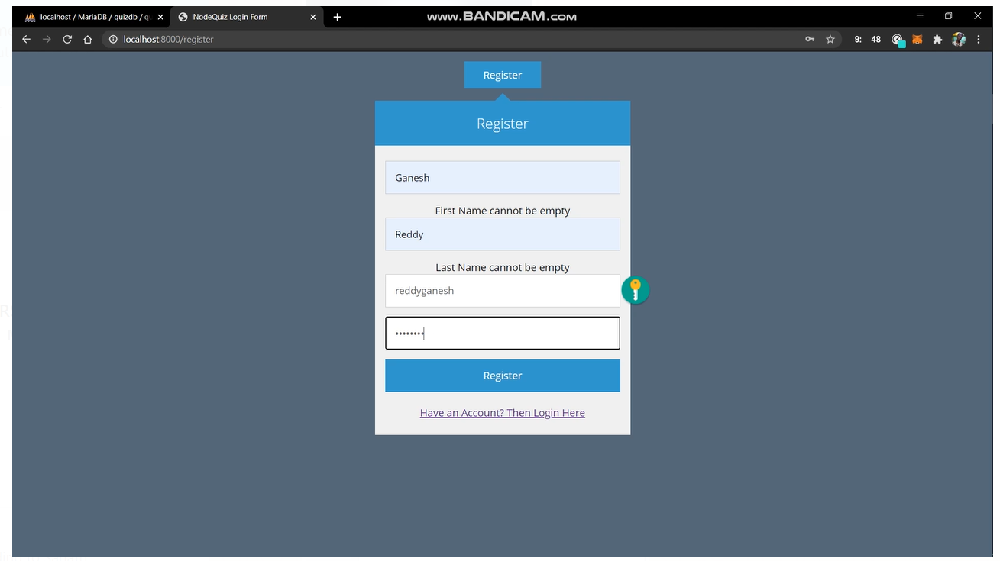 WWW.BANDICAM.COM
localhost / MariaDB / quizdb / qu
NodeQuiz Login Form
localhost:8000/register
9: 48
Register
Register
Ganesh
First Name cannot be empty
Reddy
Last Name cannot be empty
reddyganesh
••••••••
Register
Have an Account? Then Login Here